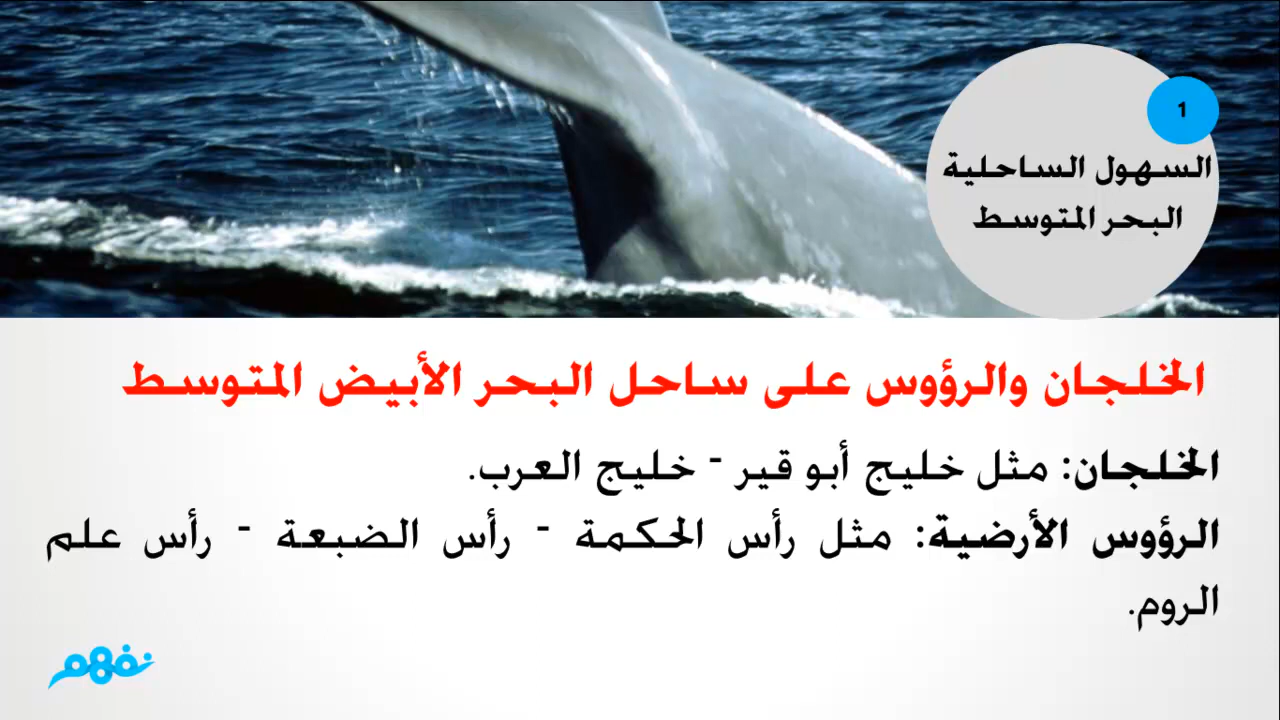 1
السهول الساحلية
البحر المتوسط
الخلجان والرؤوس على ساحل البحر الأبيض المتوسط
الخلجان: مثل خليج أبو قير - خليج العرب.
الرؤوس الأرضية: مثل رأس الحكمة - رأس الضبعة - رأس علم
الروم.
نفهم